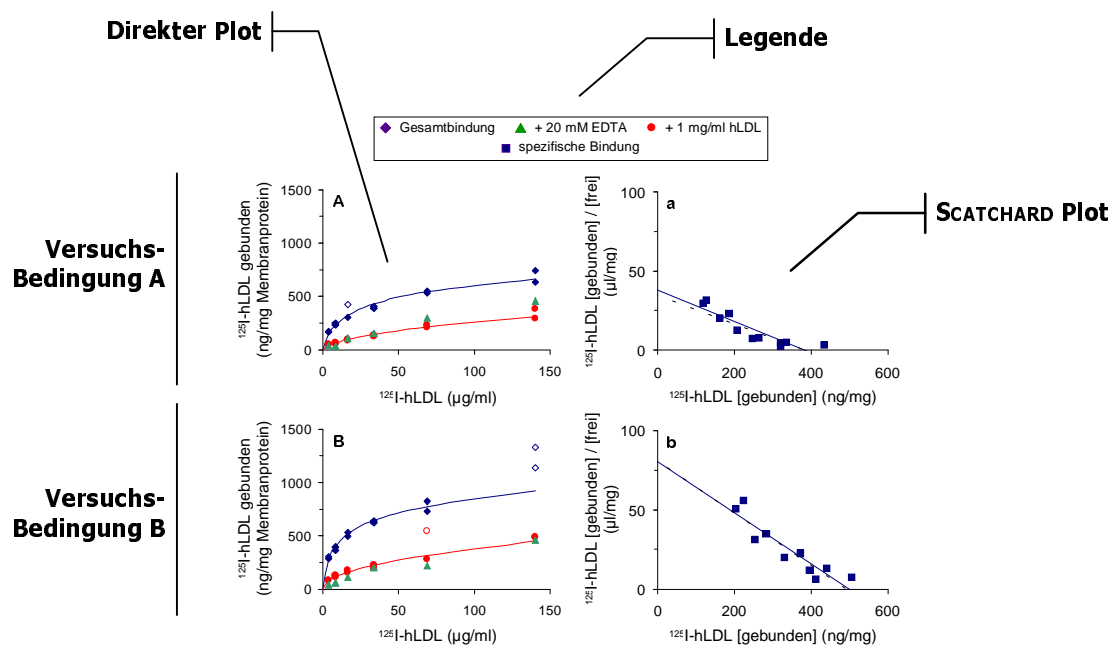 Direkter Plot
Legende
Gesamtbindung + 20 mM EDTA + 1 mg/ml hLDL
spezifische Bindung
Versuchs-
Bedingung A
¹²⁵I-hLDL gebunden
(ng/mg Membranprotein)
1500
1000
500
0
A
0 50 100 150
¹²⁵I-hLDL (µg/ml)
¹²⁵I-hLDL [gebunden] / [frei]
(µl/mg)
100
50
0
a
0 200 400 600
¹²⁵I-hLDL [gebunden] (ng/mg)
SCATCHARD Plot
Versuchs-
Bedingung B
¹²⁵I-hLDL gebunden
(ng/mg Membranprotein)
1500
1000
500
0
B
0 50 100 150
¹²⁵I-hLDL (µg/ml)
¹²⁵I-hLDL [gebunden] / [frei]
(µl/mg)
100
50
0
b
0 200 400 600
¹²⁵I-hLDL [gebunden] (ng/mg)